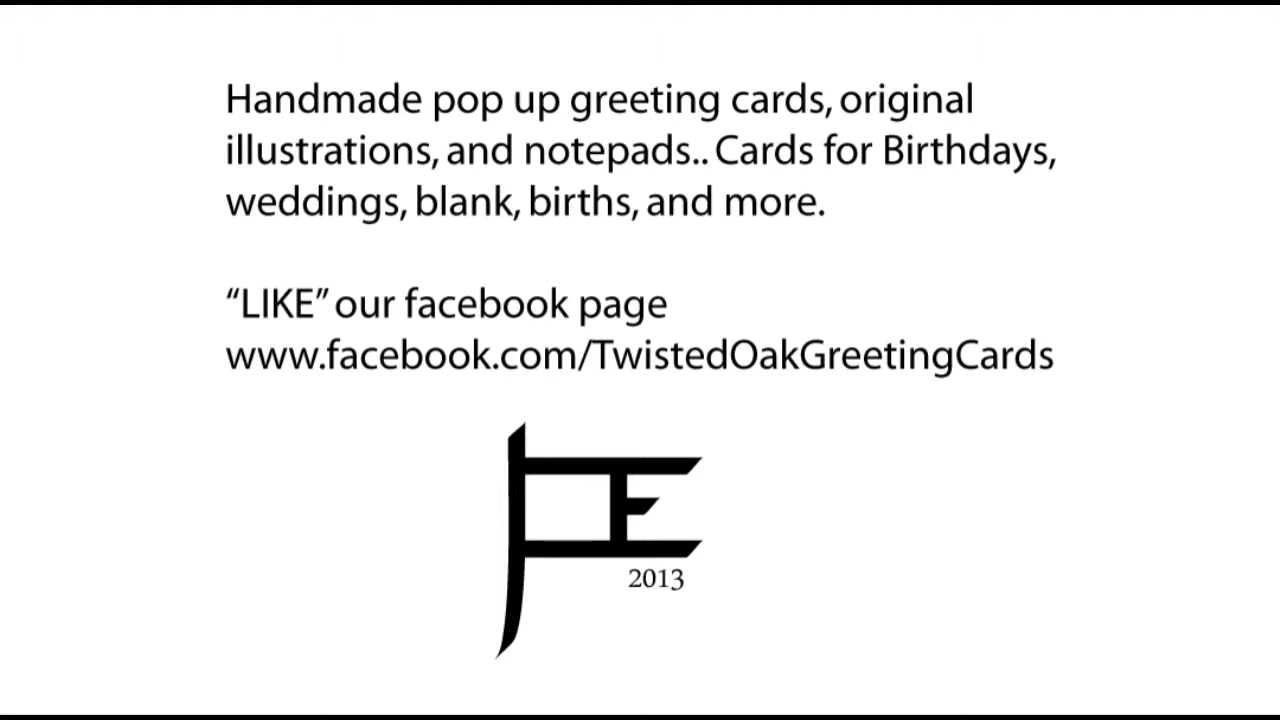 Handmade pop up greeting cards, original
illustrations, and notepads.. Cards for Birthdays,
weddings, blank, births, and more.
“LIKE” our facebook page
www.facebook.com/TwistedOakGreetingCards
2013